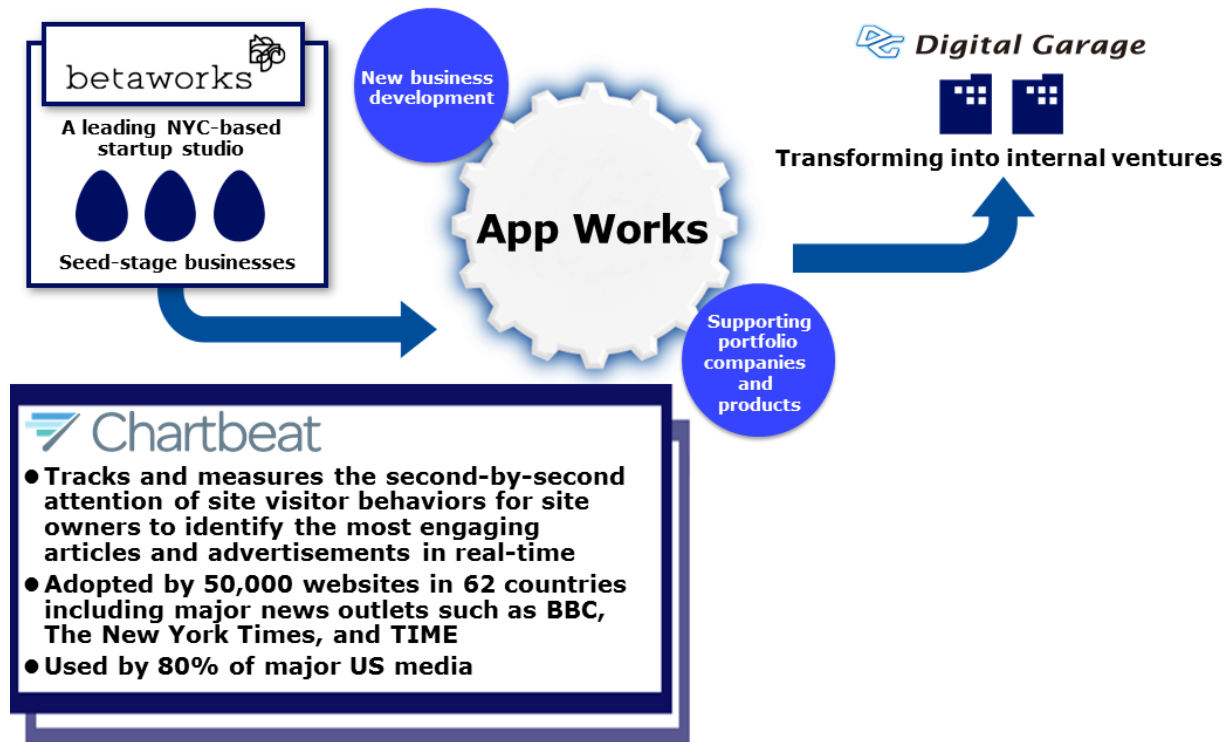 betaworks
A leading NYC-based
startup studio
Seed-stage businesses
New business
development
App Works
Supporting
portfolio
companies
and
products
Digital Garage
Transforming into internal ventures
Chartbeat
● Tracks and measures the second-by-second
attention of site visitor behaviors for site
owners to identify the most engaging
articles and advertisements in real-time
● Adopted by 50,000 websites in 62 countries
including major news outlets such as BBC,
The New York Times, and TIME
● Used by 80% of major US media